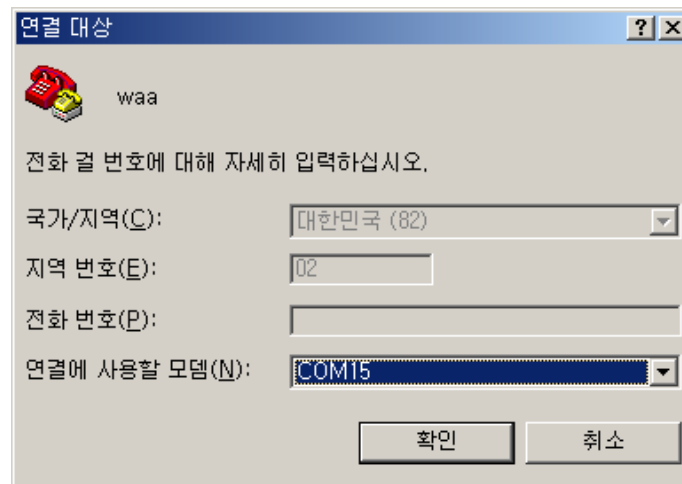 연결 대상
waa
전화 걸 번호에 대해 자세히 입력하십시오.
국가/지역(C): 대한민국 (82)
지역 번호(E): 02
전화 번호(P):
연결에 사용할 모뎀(N): COM15
확인 취소